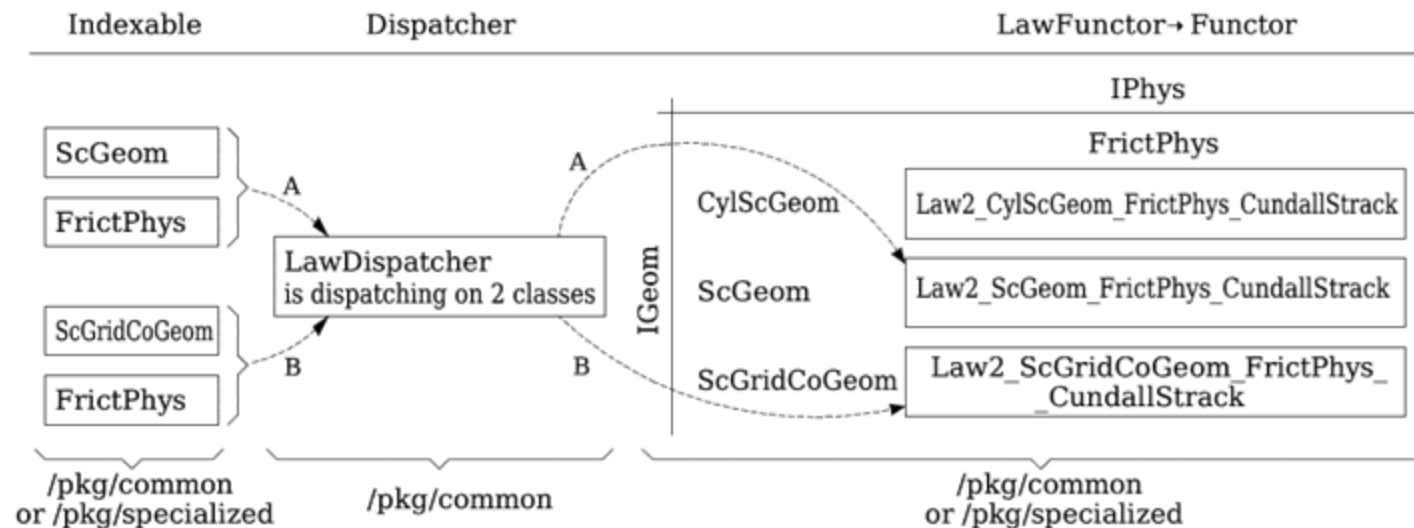 Indexable
Dispatcher
LawFunctor→ Functor
IPhys
FrictPhys
ScGeom
FrictPhys
A
LawDispatcher
is dispatching on 2 classes
ScGridCoGeom
FrictPhys
B
A
B
IGeom
CylScGeom
Law2_CylScGeom_FrictPhys_CundallStrack
ScGeom
Law2_ScGeom_FrictPhys_CundallStrack
ScGridCoGeom
Law2_ScGridCoGeom_FrictPhys_
_CundallStrack
/pkg/common
or /pkg/specialized
/pkg/common
/pkg/common
or /pkg/specialized